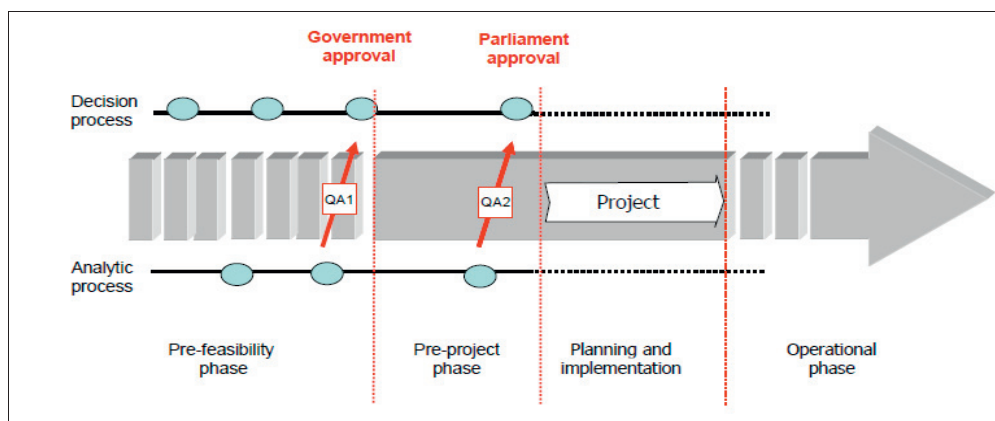 Government
approval
Parliament
approval
Decision
process
QA1
QA2
Project
Analytic
process
Pre-feasibility
phase
Pre-project
phase
Planning and
implementation
Operational
phase